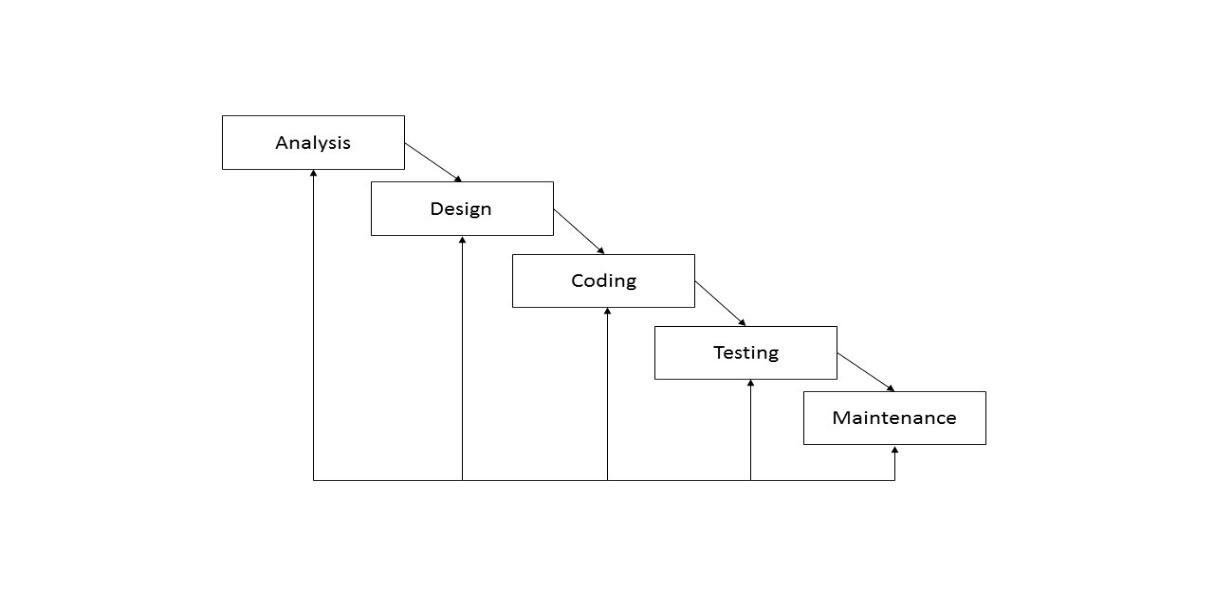 Analysis
Design
Coding
Testing
Maintenance